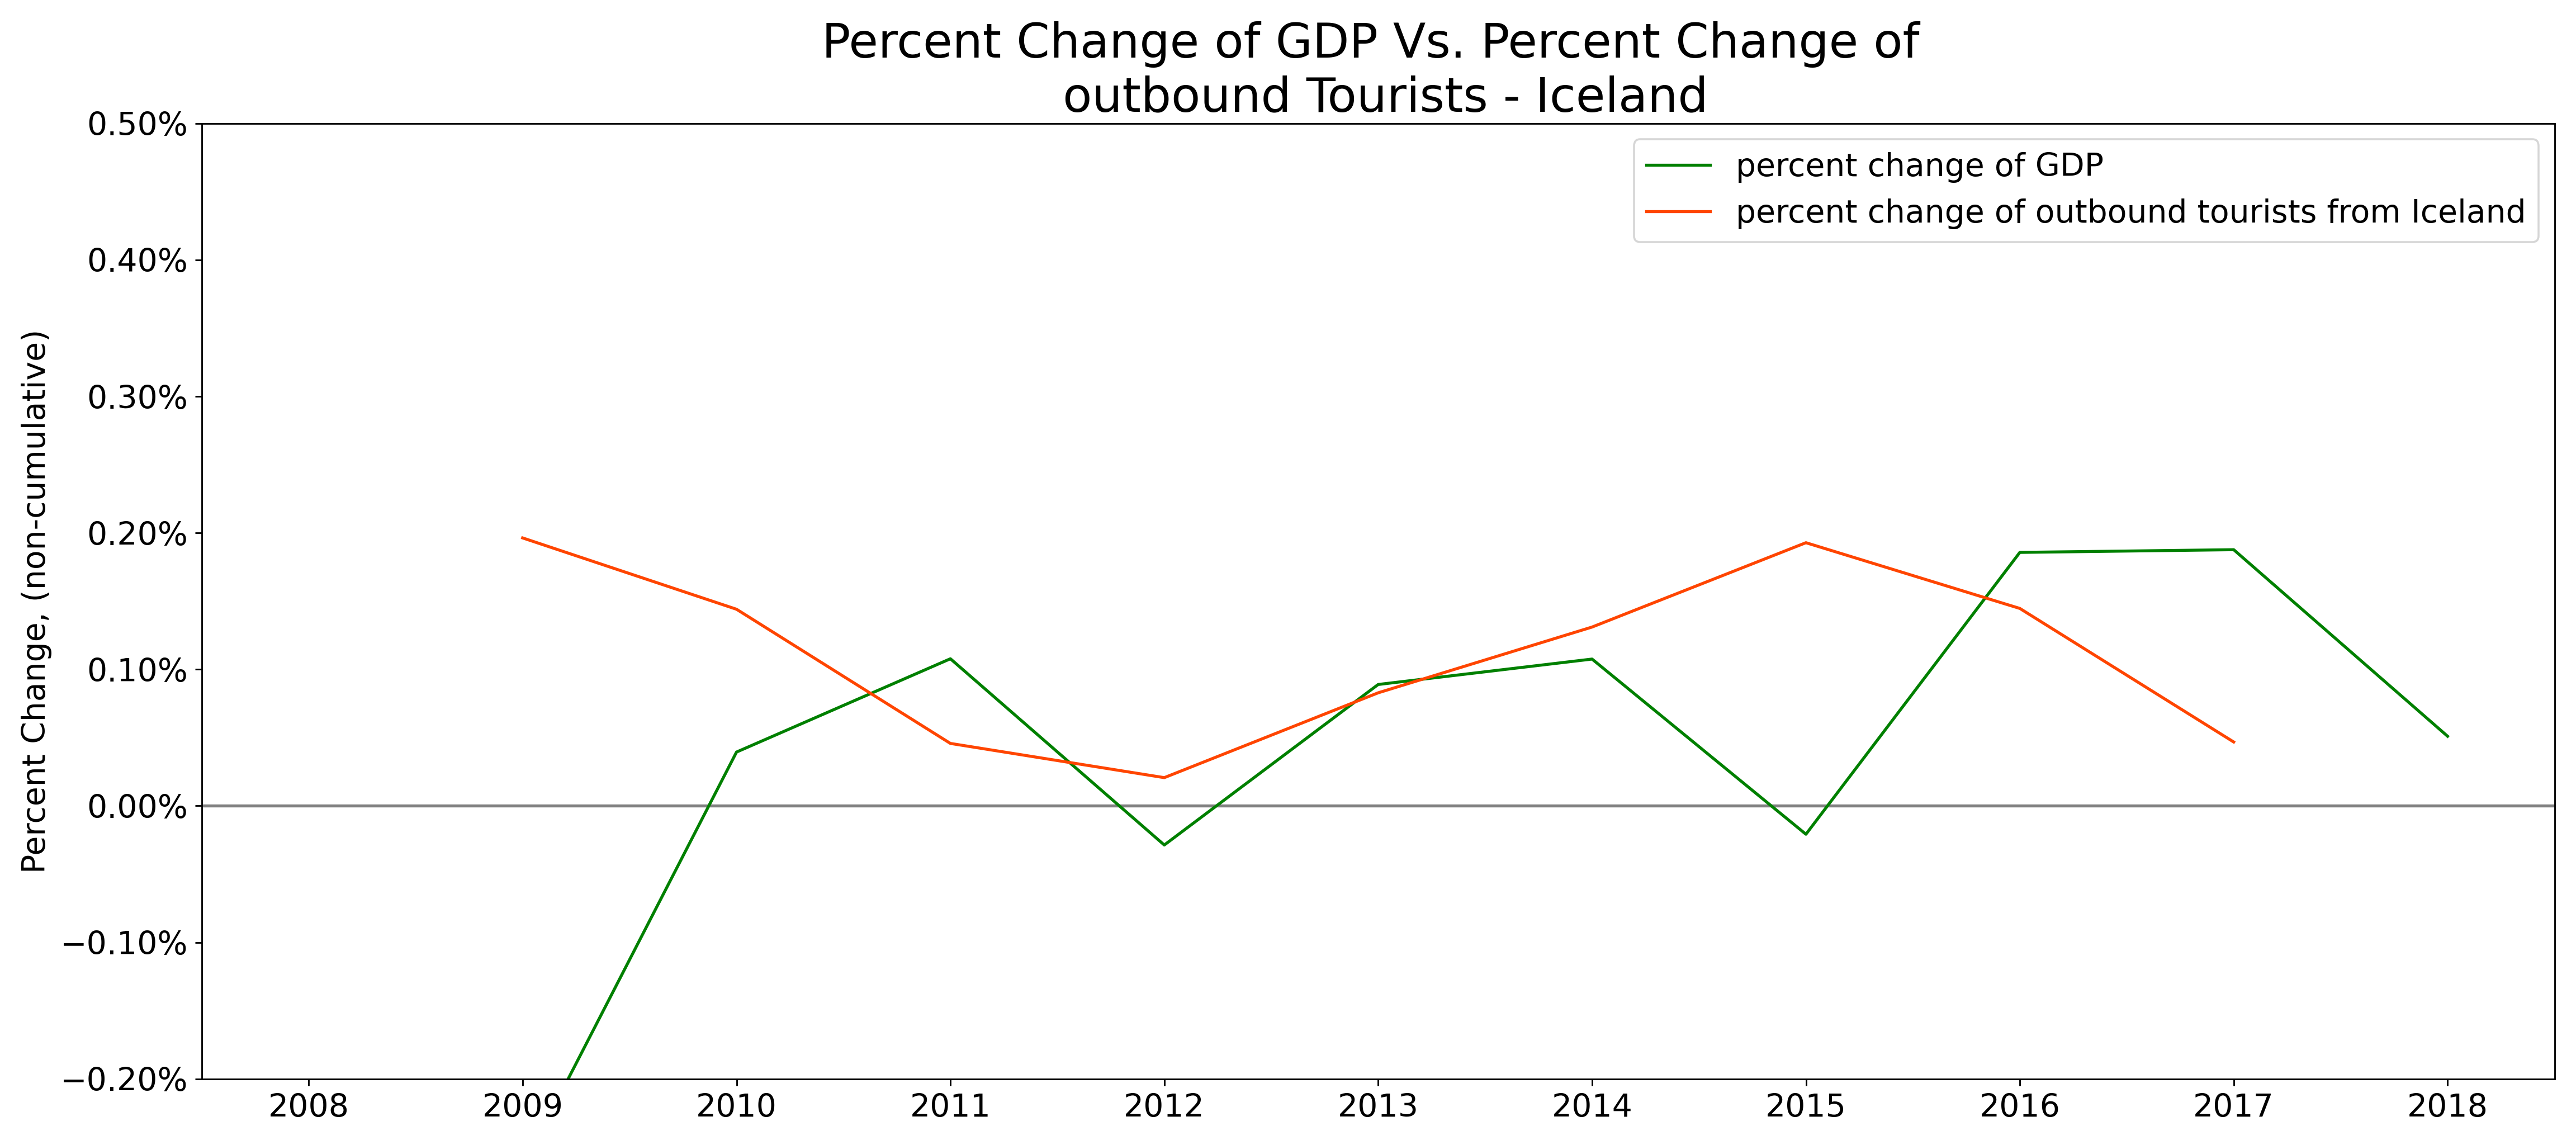 Percent Change of GDP Vs. Percent Change of
outbound Tourists - Iceland
percent change of GDP
percent change of outbound tourists from Iceland
Percent Change, (non-cumulative)
0.50%
0.40%
0.30%
0.20%
0.10%
0.00%
−0.10%
−0.20%
2008 2009 2010 2011 2012 2013 2014 2015 2016 2017 2018